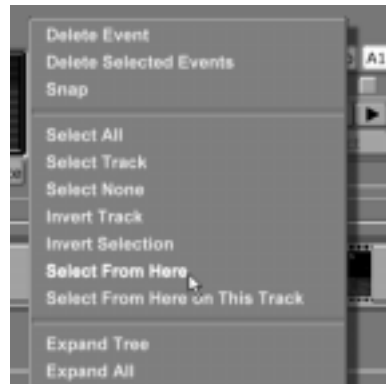 Delete Event
Delete Selected Events
Snap
A1
Select All
Select Track
Select None
Invert Track
Invert Selection
Select From Here
Select From Here on This Track
Expand Tree
Expand All